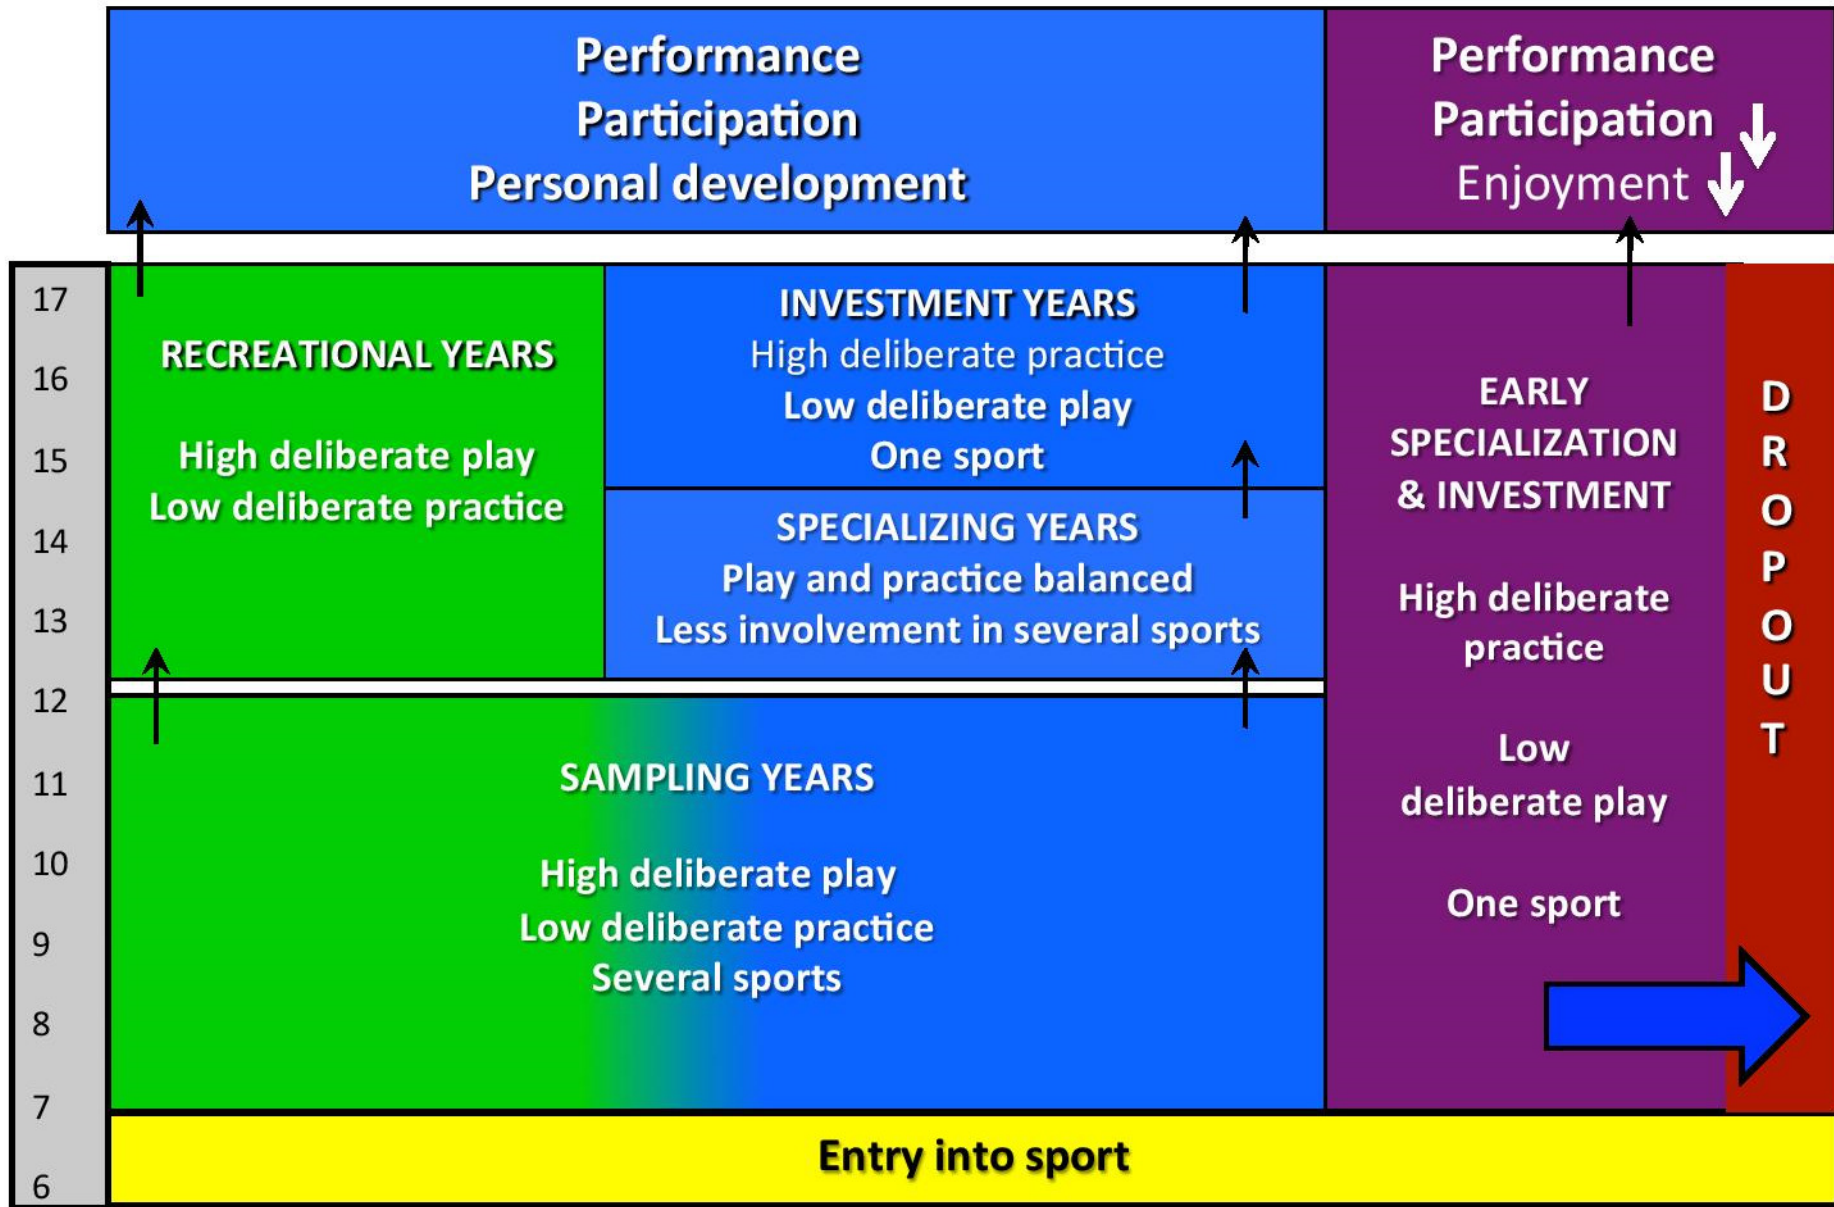 Performance
Participation
Personal development
Performance
Participation
Enjoyment
17
16
15
14
13
12
11
10
9
8
7
6
RECREATIONAL YEARS
High deliberate play
Low deliberate practice
INVESTMENT YEARS
High deliberate practice
Low deliberate play
One sport
SPECIALIZING YEARS
Play and practice balanced
Less involvement in several sports
SAMPLING YEARS
High deliberate play
Low deliberate practice
Several sports
EARLY
SPECIALIZATION
& INVESTMENT
High deliberate
practice
Low
deliberate play
One sport
D
R
O
P
O
U
T
Entry into sport